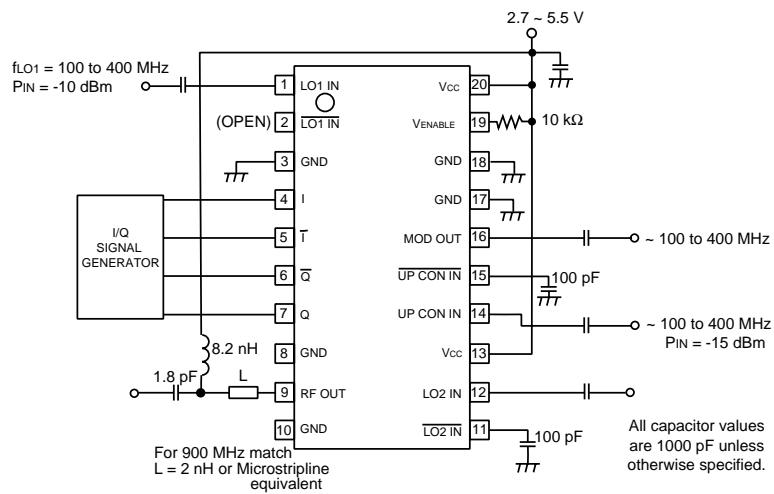 2.7 ~ 5.5 V
fLO1 = 100 to 400 MHz
PIN = -10 dBm
1 LO1 IN
(OPEN) 2 LO1 IN
3 GND
4 I
5 I
6 Q
7 Q
8 GND
9 RF OUT
10 GND
VCC 20
VENABLE 19
10 kΩ
GND 18
GND 17
MOD OUT 16
~ 100 to 400 MHz
UP CON IN 15
100 pF
UP CON IN 14
~ 100 to 400 MHz
PIN = -15 dBm
VCC 13
LO2 IN 12
LO2 IN 11
100 pF
I/Q
SIGNAL
GENERATOR
8.2 nH
1.8 pF
L
For 900 MHz match
L = 2 nH or Microstripline
equivalent
All capacitor values
are 1000 pF unless
otherwise specified.